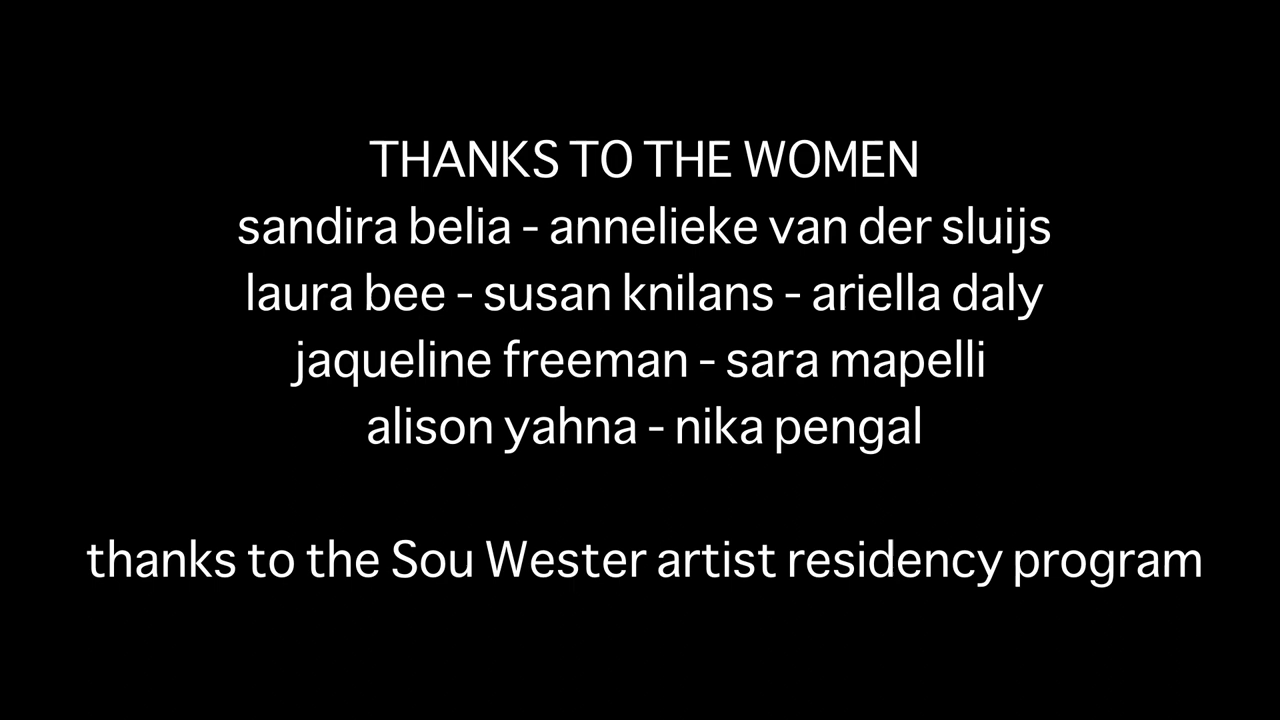 THANKS TO THE WOMEN
sandira belia - annelieke van der sluijs
laura bee - susan knilans - ariella daly
jaqueline freeman - sara mapelli
alison yahna - nika pengal
thanks to the Sou Wester artist residency program